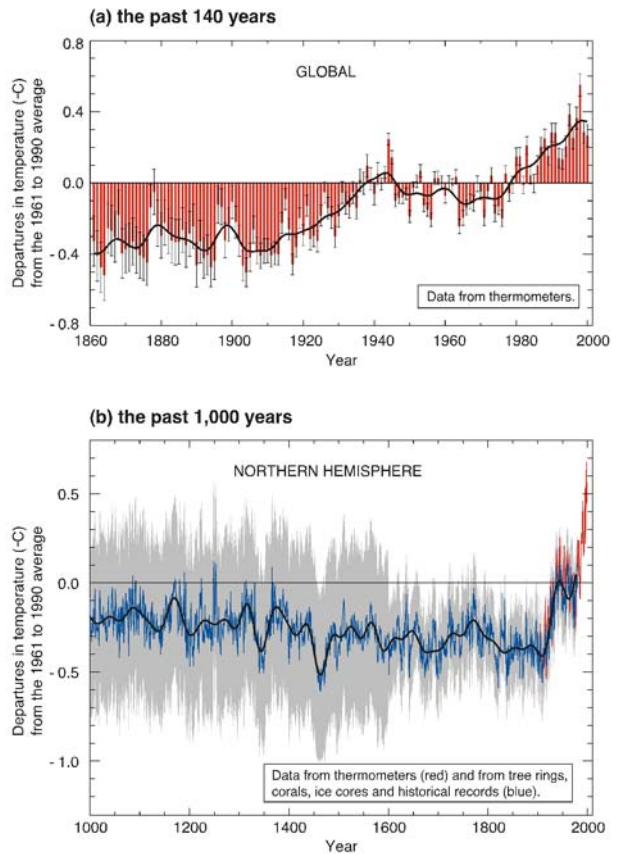 (a) the past 140 years
GLOBAL
Departures in temperature (-C)
from the 1961 to 1990 average
0.8
0.4
0.0
- 0.4
- 0.8
Data from thermometers.
1860
1880
1900
1920
1940
1960
1980
2000
Year
(b) the past 1,000 years
NORTHERN HEMISPHERE
Departures in temperature (-C)
from the 1961 to 1990 average
0.5
0.0
- 0.5
- 1.0
Data from thermometers (red) and from tree rings,
corals, ice cores and historical records (blue).
1000
1200
1400
1600
1800
2000
Year